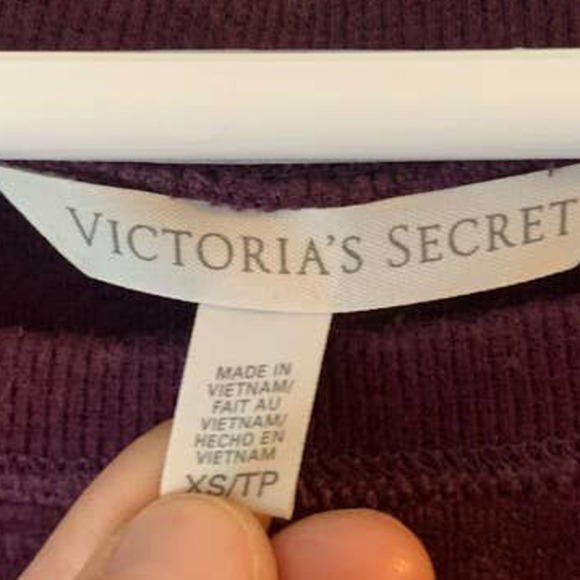 VICTORIA'S SECRET
MADE IN
VIETNAM/
FAIT AU
VIETNAM/
HECHO EN
VIETNAM
XS/TP